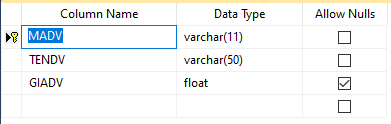 Column Name Data Type Allow Nulls
MADV varchar(11)
TENDV varchar(50)
GIADV float